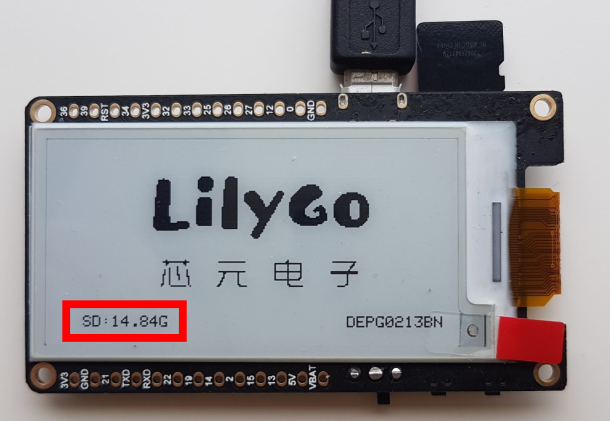 36 39 RST 34 3V3 32 33 25 26 27 12 0 GND
LilyGo
芯元电子
SD:14.84G
DEPG0213BN
3V3 GND 21 TXD RXD 22 19 14 2 15 13 5V VBAT